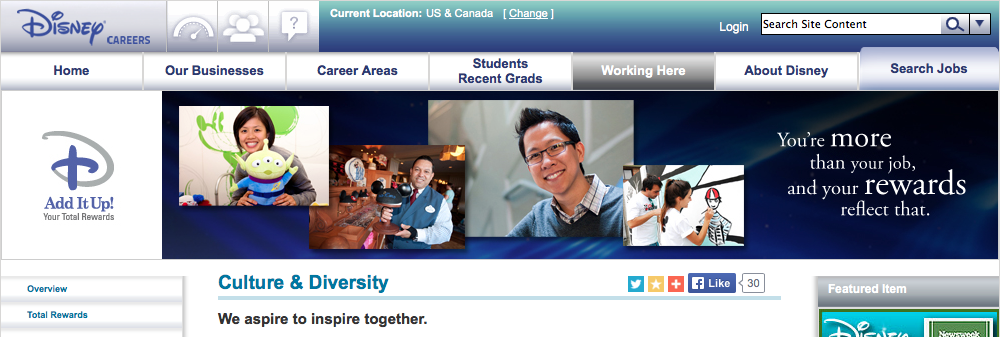 Disney CAREERS
?
Current Location: US & Canada [ Change ]
Login
Search Site Content
Home
Our Businesses
Career Areas
Students
Recent Grads
Working Here
About Disney
Search Jobs
D
Add It Up!
Your Total Rewards
You're more
than your job,
and your rewards
reflect that.
Overview
Total Rewards
Culture & Diversity
Like
30
We aspire to inspire together.
Featured Item
Disney
Newsweek